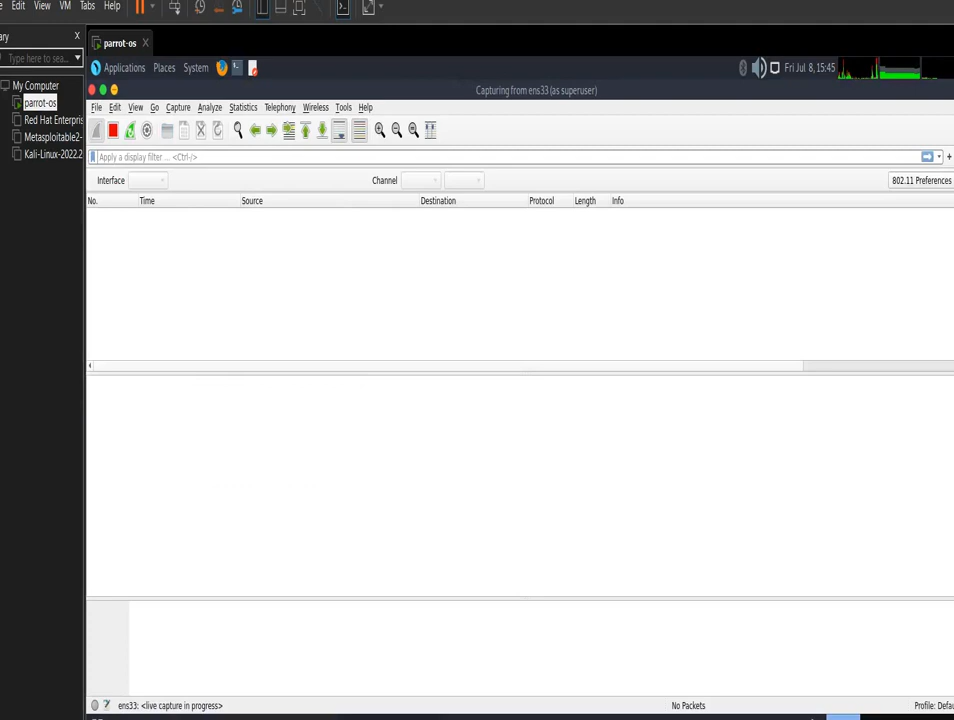 Edit View VM Tabs Help
parrot-os
Type here to sea...
Applications Places System Fri Jul 8, 15:45
My Computer
Capturing from ens33 (as superuser)
parrot-os
File Edit View Go Capture Analyze Statistics Telephony Wireless Tools Help
Red Hat Enterpris
Metasploitable2-
Kali-Linux-2022.2
Apply a display filter ... <Ctrl-/>
+
Interface Channel 802.11 Preferences
No. Time Source Destination Protocol Length Info
ens33: <live capture in progress> No Packets Profile: Defau